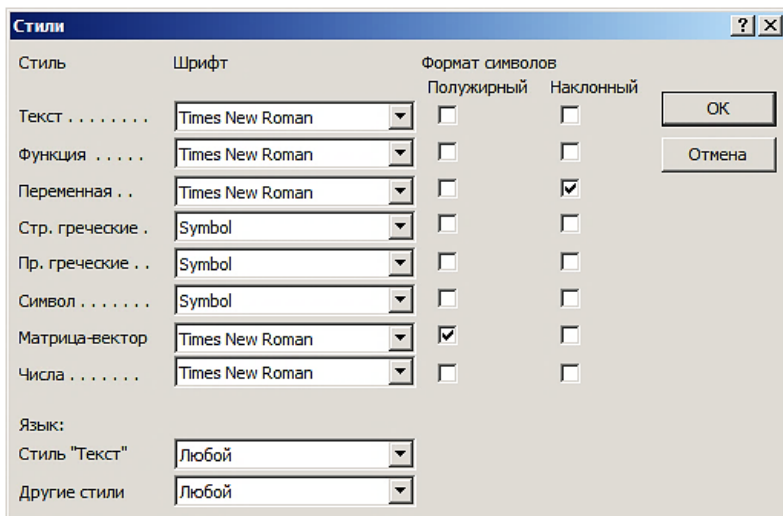 Стили
Стиль Шрифт Формат символов
Полужирный Наклонный
Текст . . . . . . . . Times New Roman
OK
Функция . . . . . Times New Roman
Отмена
Переменная . . Times New Roman
Стр. греческие . Symbol
Пр. греческие . . Symbol
Символ . . . . . . . Symbol
Матрица-вектор Times New Roman
Числа . . . . . . . Times New Roman
Язык:
Стиль "Текст" Любой
Другие стили Любой